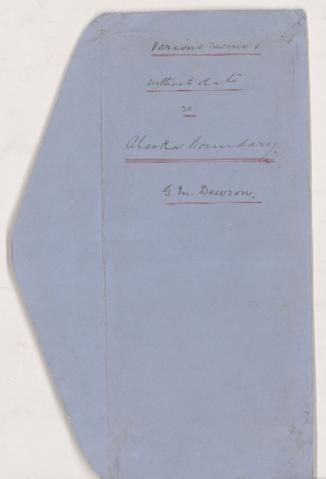 Various memos
without date
re
Alaska Boundary.
G. M. Dawson.